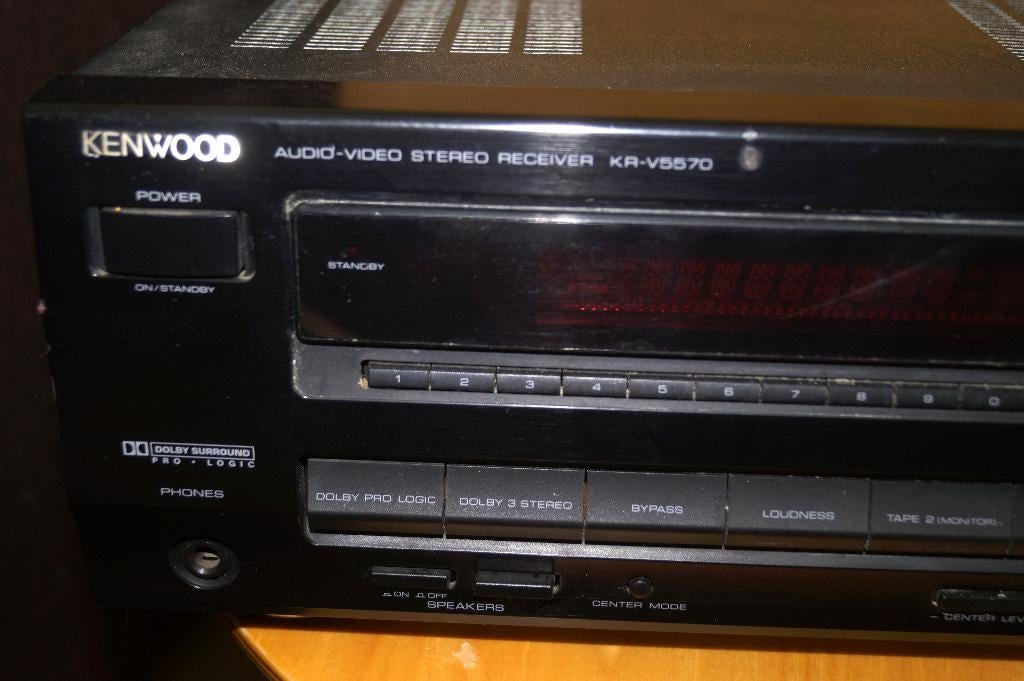 KENWOOD
AUDIO-VIDEO STEREO RECEIVER KR-V5570
POWER
ON/STANDBY
STANDBY
1 2 3 4 5 6 7 8 9 0
DOLBY SURROUND
PRO · LOGIC
PHONES
DOLBY PRO LOGIC
DOLBY 3 STEREO
BYPASS
LOUDNESS
TAPE 2 (MONITOR)
ON OFF
SPEAKERS
CENTER MODE
- CENTER LEV